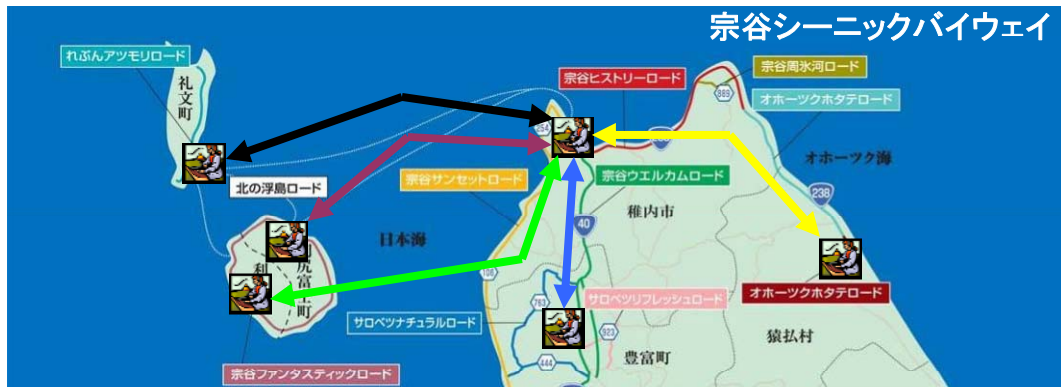 宗谷シーニックバイウェイ
れぶんアツモリロード
礼文町
宗谷ヒストリーロード
宗谷周氷河ロード
889
オホーツクホタテロード
254
オホーツク海
宗谷サンセットロード
宗谷ウエルカムロード
北の浮島ロード
238
稚内市
40
日本海
利
尻富士町
106
763
サロベツリフレッシュロード
オホーツクホタテロード
サロベツナチュラルロード
923
444
豊富町
猿払村
宗谷ファンタスティックロード